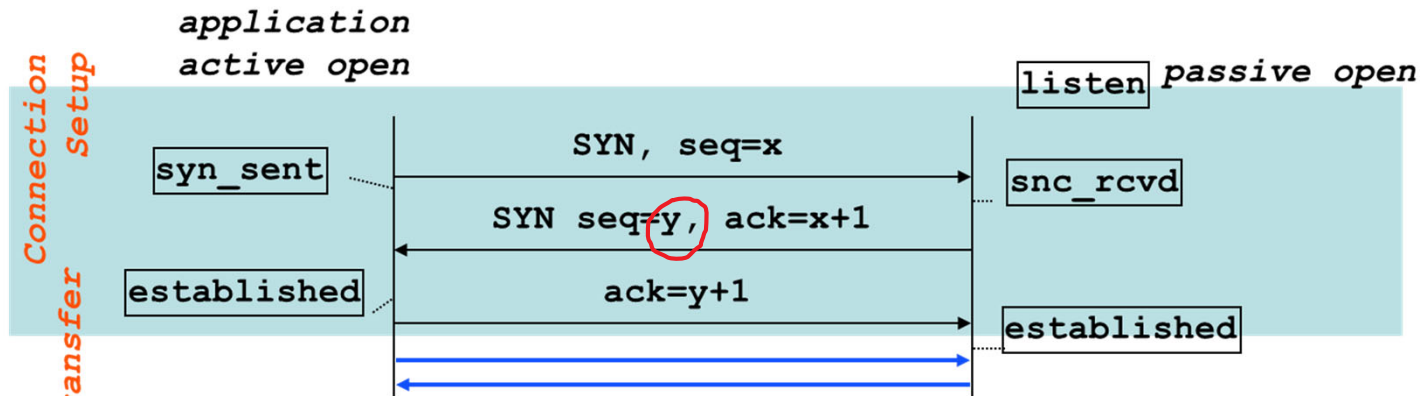 application
active open
listen
passive open
Connection
Setup
SYN, seq=x
syn_sent
snc_rcvd
SYN seq=y, ack=x+1
established
ack=y+1
established
ansfer